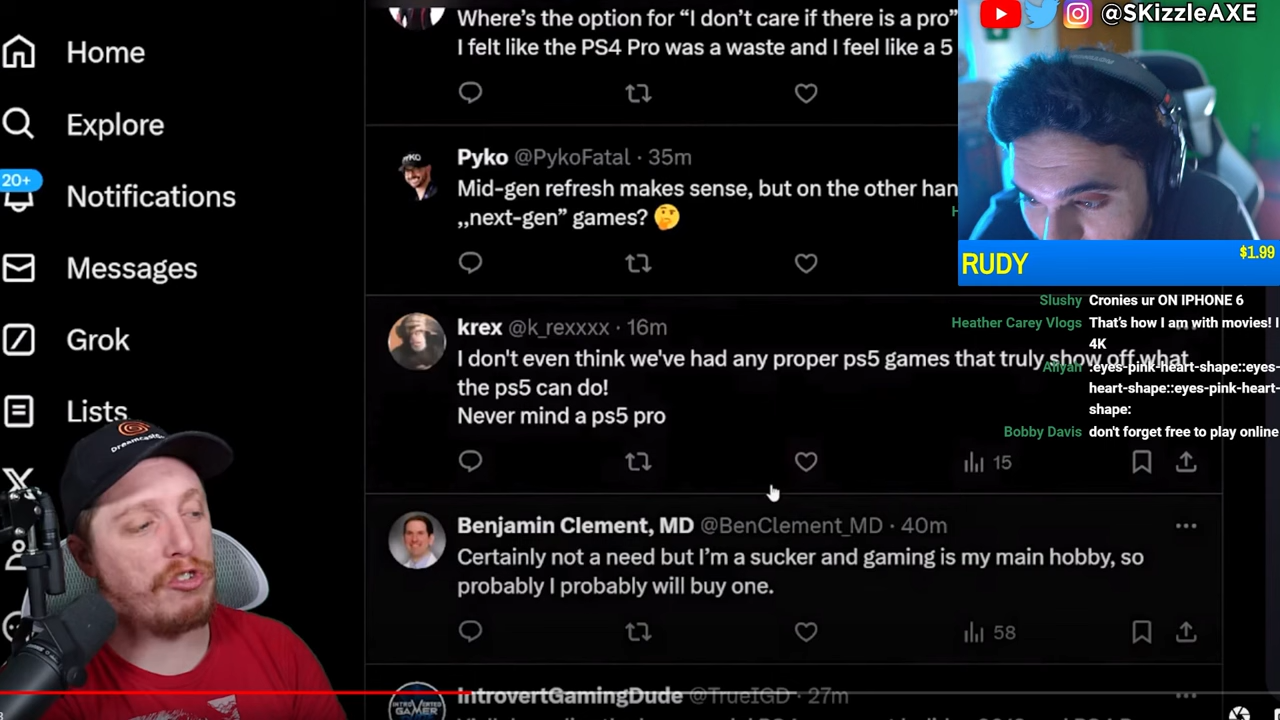 @SKizzleAXE
Home
Explore
20+
Notifications
Messages
Grok
Lists
Where's the option for “I don't care if there is a pro”
I felt like the PS4 Pro was a waste and I feel like a 5
Pyko @PykoFatal · 35m
Mid-gen refresh makes sense, but on the other han
„next-gen” games? 🤔
krex @k_rexxxx · 16m
I don't even think we've had any proper ps5 games that truly show off what
the ps5 can do!
Never mind a ps5 pro
15
Benjamin Clement, MD @BenClement_MD · 40m
Certainly not a need but I'm a sucker and gaming is my main hobby, so
probably I probably will buy one.
58
introvertGamingDude @TrueIGD · 27m
RUDY $1.99
Slushy Cronies ur ON IPHONE 6
Heather Carey Vlogs That's how I am with movies! I
4K
Aliyah :eyes-pink-heart-shape::eyes-
heart-shape::eyes-pink-heart-
shape:
Bobby Davis don't forget free to play online
Dreamcast